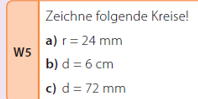 Zeichne folgende Kreise!
W5
a) r = 24 mm
b) d = 6 cm
c) d = 72 mm